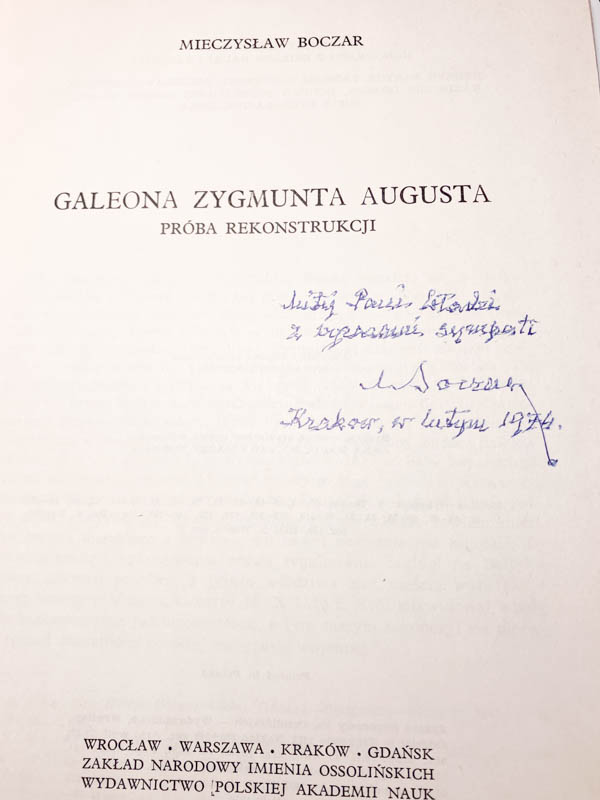 MIECZYSŁAW BOCZAR
GALEONA ZYGMUNTA AUGUSTA
PRÓBA REKONSTRUKCJI
Miłej Pani
z wyrazami sympatii
M Boczar
Kraków, w lutym 1974.
WROCŁAW • WARSZAWA • KRAKÓW • GDAŃSK
ZAKŁAD NARODOWY IMIENIA OSSOLIŃSKICH
WYDAWNICTWO POLSKIEJ AKADEMII NAUK